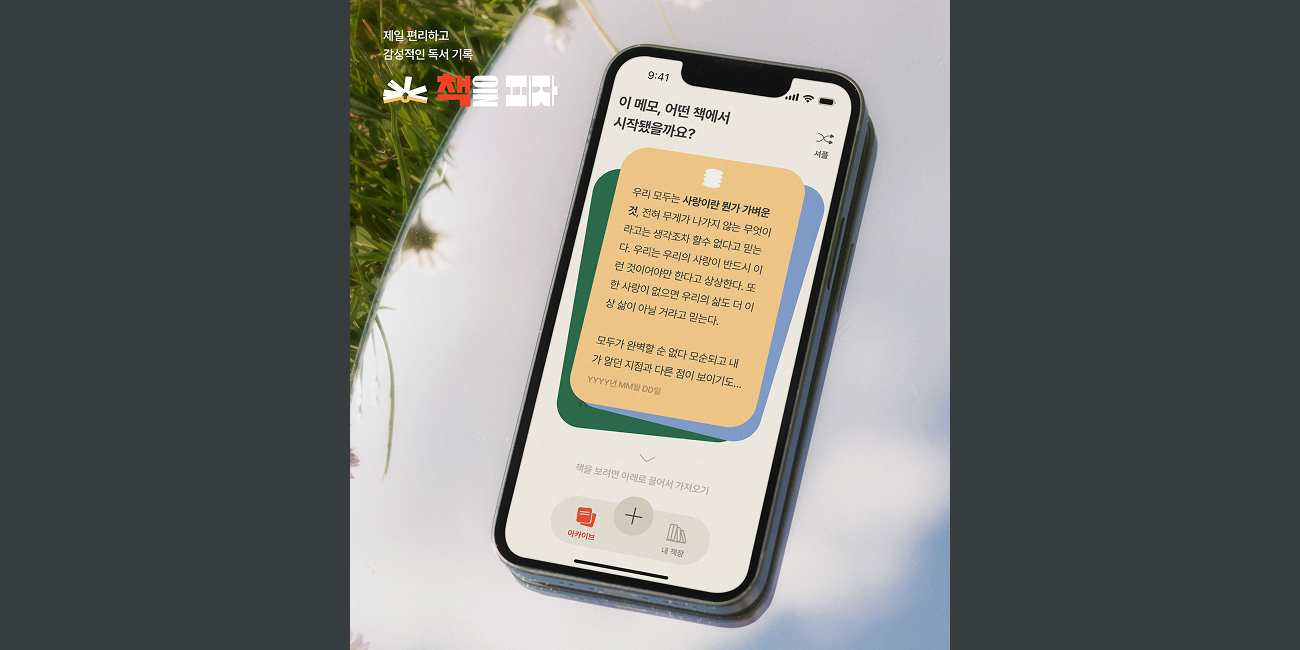 제일 편리하고
감성적인 독서 기록
책을 펴자
9:41
이 메모, 어떤 책에서
시작됐을까요?
셔플
우리 모두는 사랑이란 뭔가 가벼운
것, 전혀 무게가 나가지 않는 무엇이
라고는 생각조차 할수 없다고 믿는
다. 우리는 우리의 사랑이 반드시 이
런 것이어야만 한다고 상상한다. 또
한 사랑이 없으면 우리의 삶도 더 이
상 삶이 아닐 거라고 믿는다.
모두가 완벽할 순 없다 모순되고 내
가 알던 지점과 다른 점이 보이기도...
YYYY년 MM월 DD일
책을 보려면 아래로 끌어서 가져오기
아카이브
내 책장